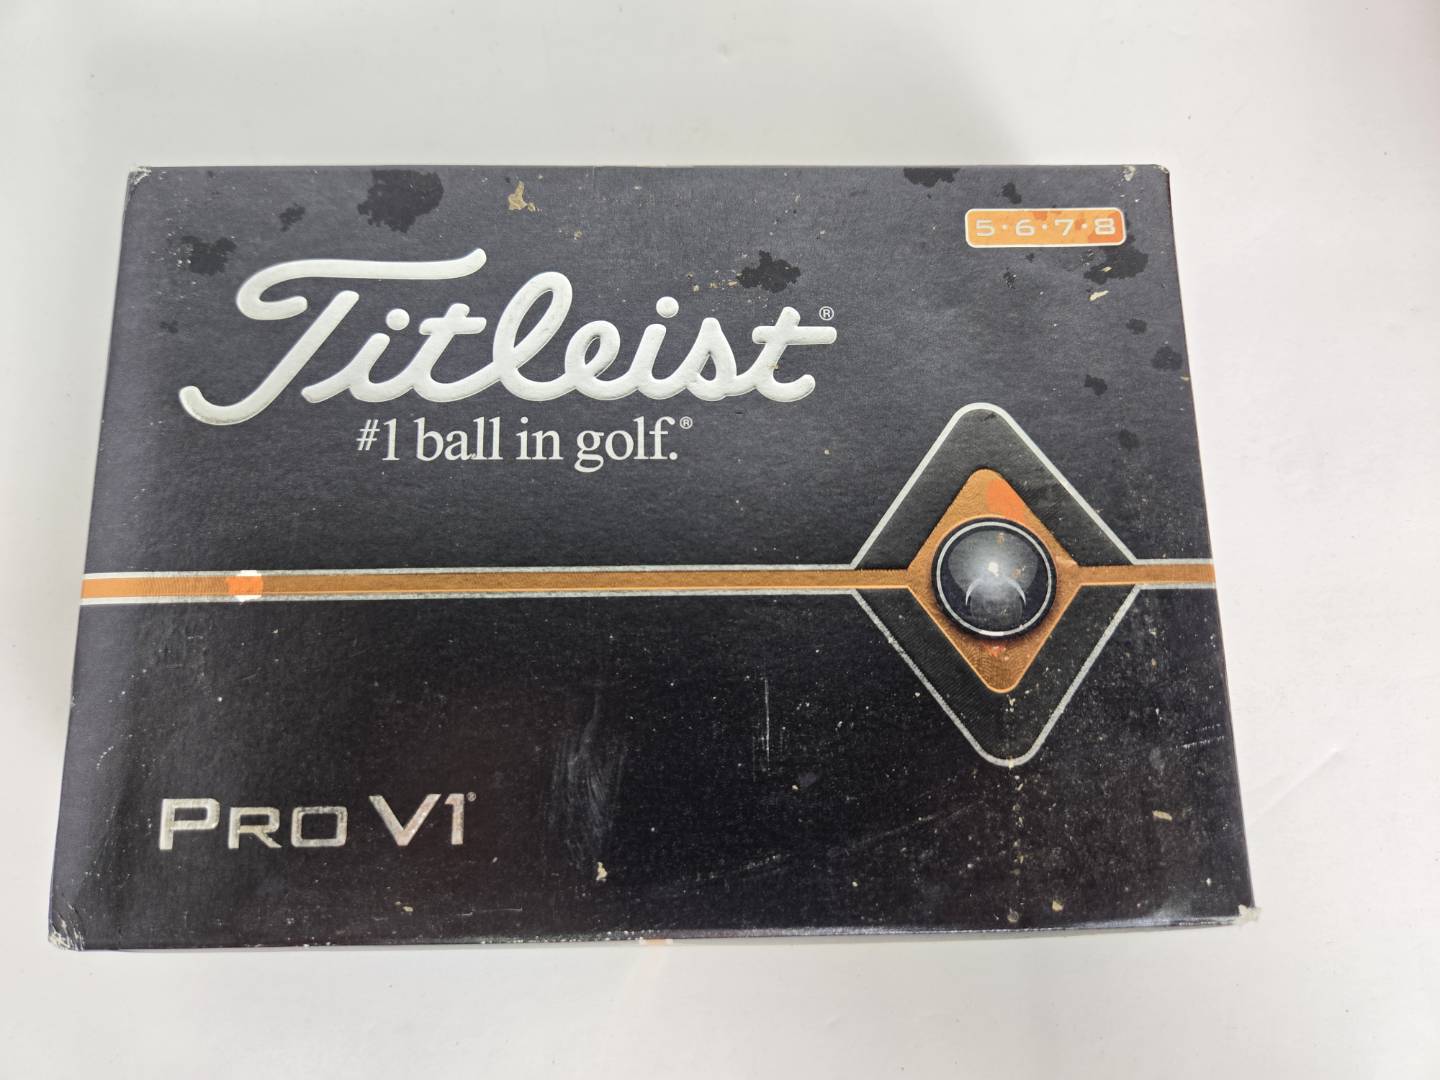 5·6·7·8
Titleist®
#1 ball in golf.®
PRO V1®